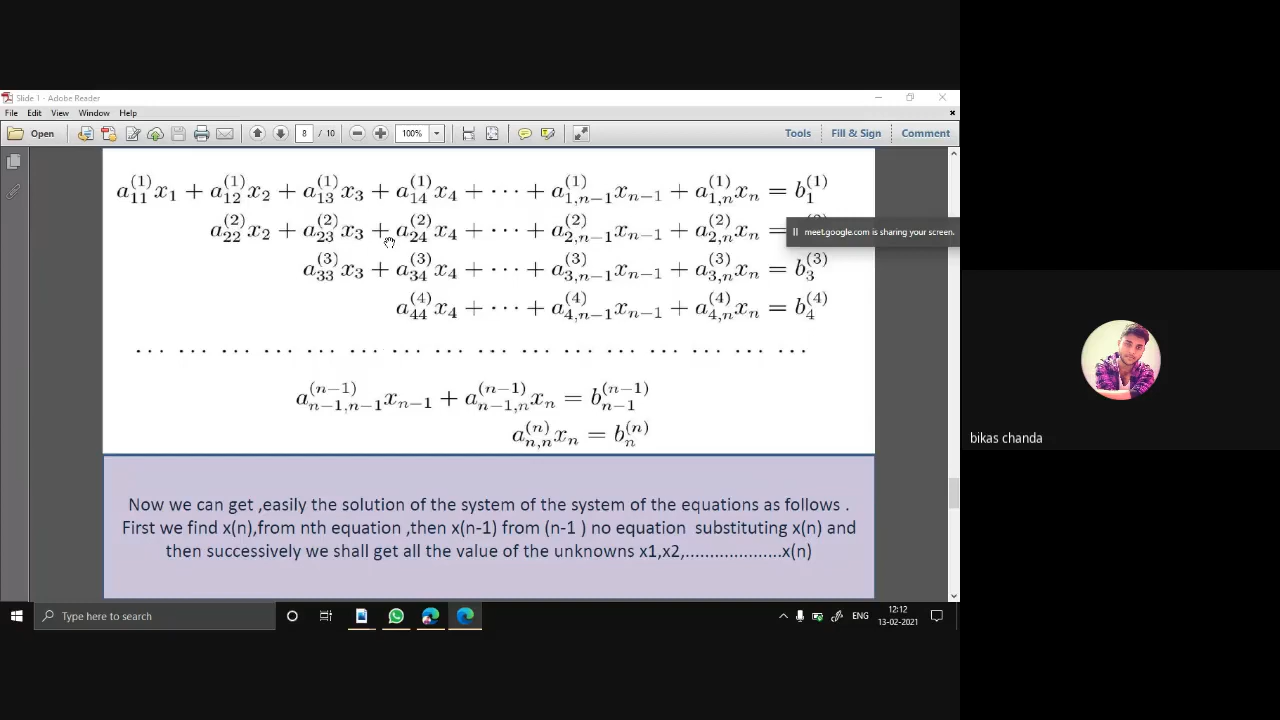 Slide 1 - Adobe Reader
File Edit View Window Help
Open 8 / 10 100% Tools Fill & Sign Comment
a_{11}^{(1)}x_1 + a_{12}^{(1)}x_2 + a_{13}^{(1)}x_3 + a_{14}^{(1)}x_4 + ⋯ + a_{1,n−1}^{(1)}x_{n−1} + a_{1,n}^{(1)}x_n = b_1^{(1)}
a_{22}^{(2)}x_2 + a_{23}^{(2)}x_3 + a_{24}^{(2)}x_4 + ⋯ + a_{2,n−1}^{(2)}x_{n−1} + a_{2,n}^{(2)}x_n =
meet.google.com is sharing your screen.
a_{33}^{(3)}x_3 + a_{34}^{(3)}x_4 + ⋯ + a_{3,n−1}^{(3)}x_{n−1} + a_{3,n}^{(3)}x_n = b_3^{(3)}
a_{44}^{(4)}x_4 + ⋯ + a_{4,n−1}^{(4)}x_{n−1} + a_{4,n}^{(4)}x_n = b_4^{(4)}
⋯ ⋯ ⋯ ⋯ ⋯ ⋯ ⋯ ⋯ ⋯ ⋯ ⋯ ⋯ ⋯ ⋯ ⋯ ⋯
a_{n−1,n−1}^{(n−1)}x_{n−1} + a_{n−1,n}^{(n−1)}x_n = b_{n−1}^{(n−1)}
a_{n,n}^{(n)}x_n = b_n^{(n)}
Now we can get ,easily the solution of the system of the system of the equations as follows .
First we find x(n),from nth equation ,then x(n-1) from (n-1 ) no equation substituting x(n) and
then successively we shall get all the value of the unknowns x1,x2,....................x(n)
bikas chanda
Type here to search
ENG
12:12
13-02-2021